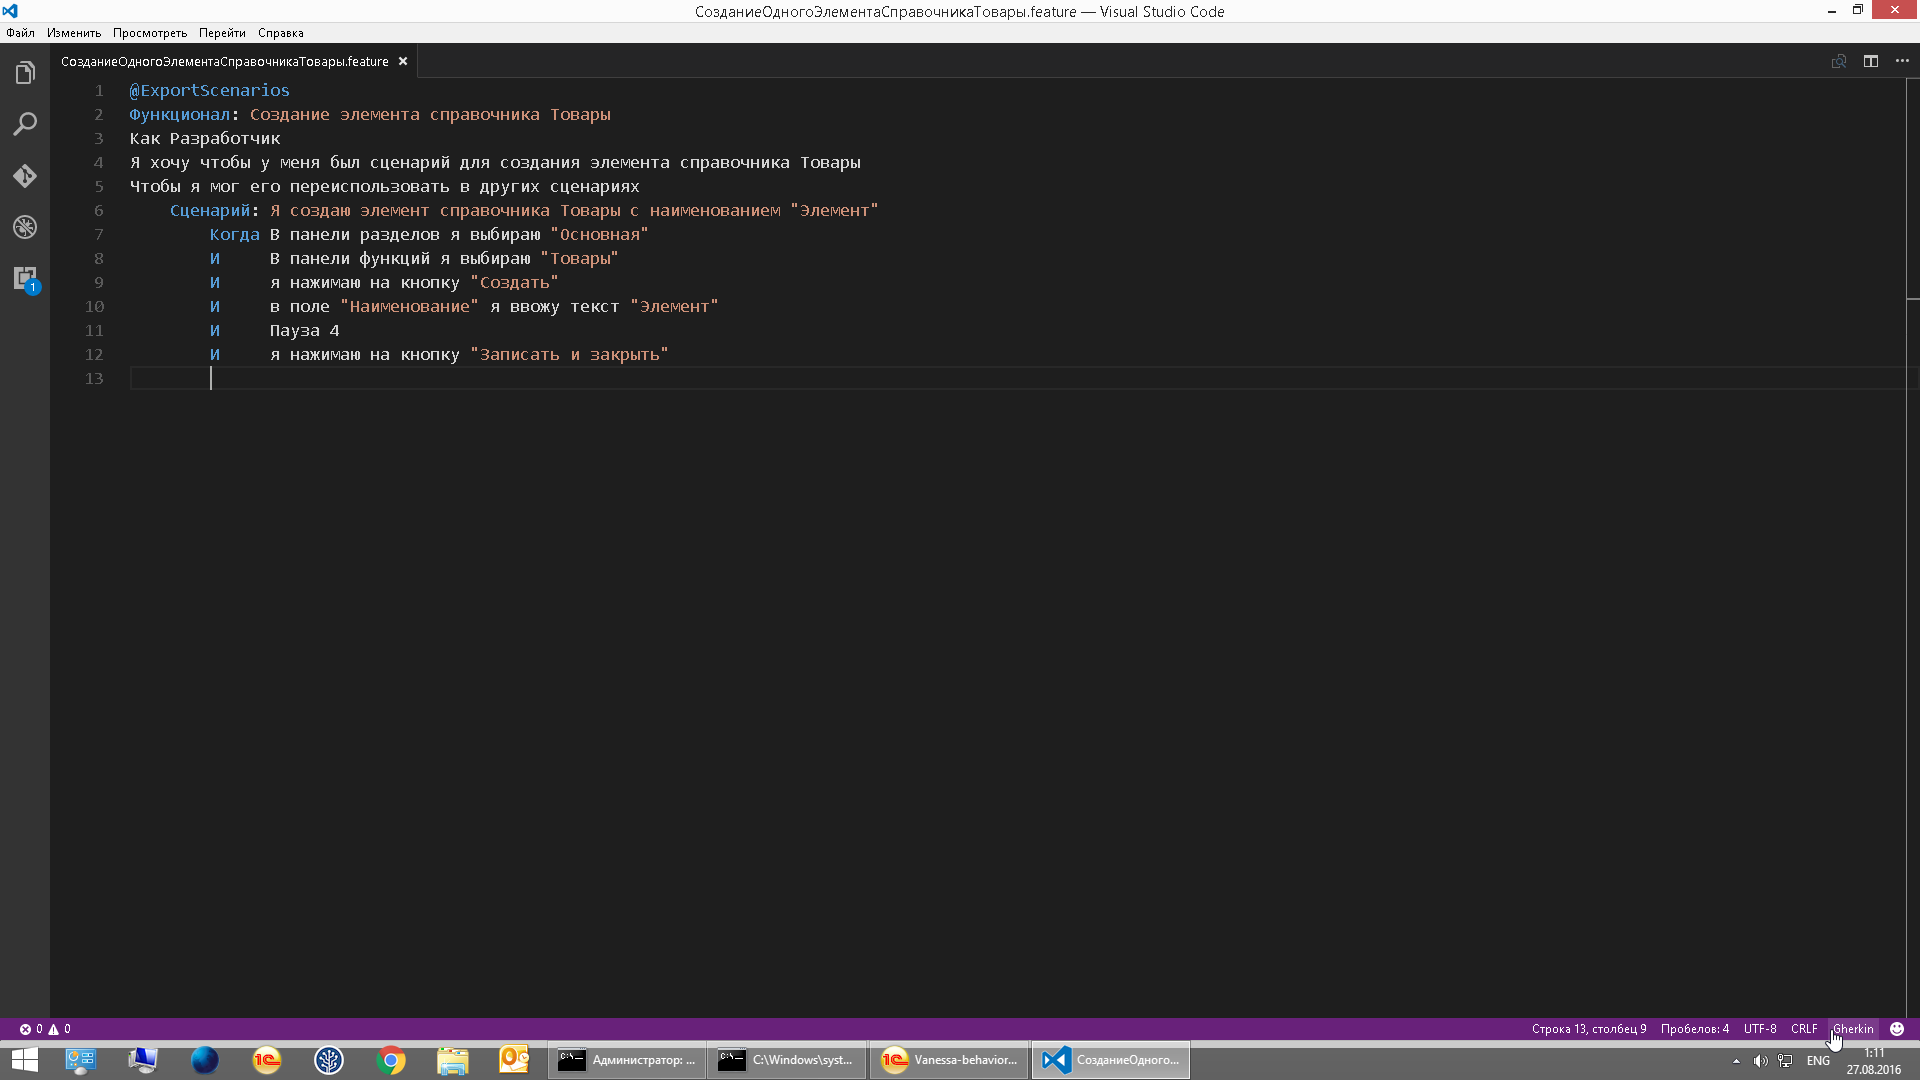 СозданиеОдногоЭлементаСправочникаТовары.feature — Visual Studio Code
Файл Изменить Просмотреть Перейти Справка
СозданиеОдногоЭлементаСправочникаТовары.feature
1 @ExportScenarios
2 Функционал: Создание элемента справочника Товары
3 Как Разработчик
4 Я хочу чтобы у меня был сценарий для создания элемента справочника Товары
5 Чтобы я мог его переиспользовать в других сценариях
6 Сценарий: Я создаю элемент справочника Товары с наименованием "Элемент"
7 Когда В панели разделов я выбираю "Основная"
8 И В панели функций я выбираю "Товары"
9 И я нажимаю на кнопку "Создать"
10 И в поле "Наименование" я ввожу текст "Элемент"
11 И Пауза 4
12 И я нажимаю на кнопку "Записать и закрыть"
13
1
0 0 Строка 13, столбец 9 Пробелов: 4 UTF-8 CRLF Gherkin
Администратор: ... C:\Windows\syst... Vanessa-behavior... СозданиеОдного... ENG 1:11
27.08.2016